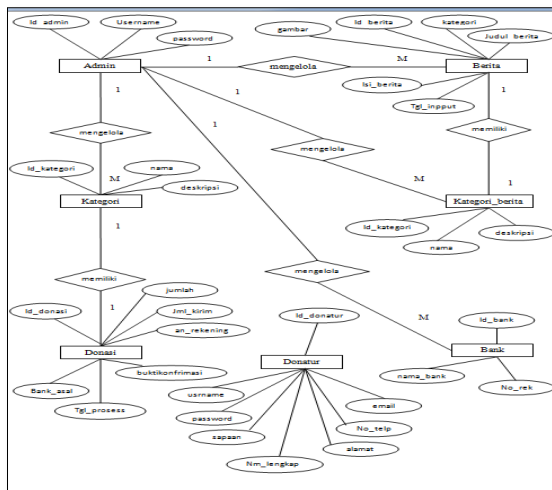 Id_admin
Username
password
gambar
Id_berita
kategori
Judul_berita
Admin
1
mengelola
M
Berita
Isi_berita
Tgl_inpput
1
1
1
1
mengelola
memiliki
mengelola
Id_kategori
nama
deskripsi
M
M
1
Kategori
Kategori_berita
1
Id_kategori
nama
deskripsi
memiliki
mengelola
Id_donasi
jumlah
Jml_kirim
an_rekening
1
Id_donatur
M
Id_bank
Donasi
Donatur
Bank
buktikonfrimasi
Bank_asal
Tgl_prosess
usrname
password
sapaan
Nm_lengkap
alamat
No_telp
email
nama_bank
No_rek